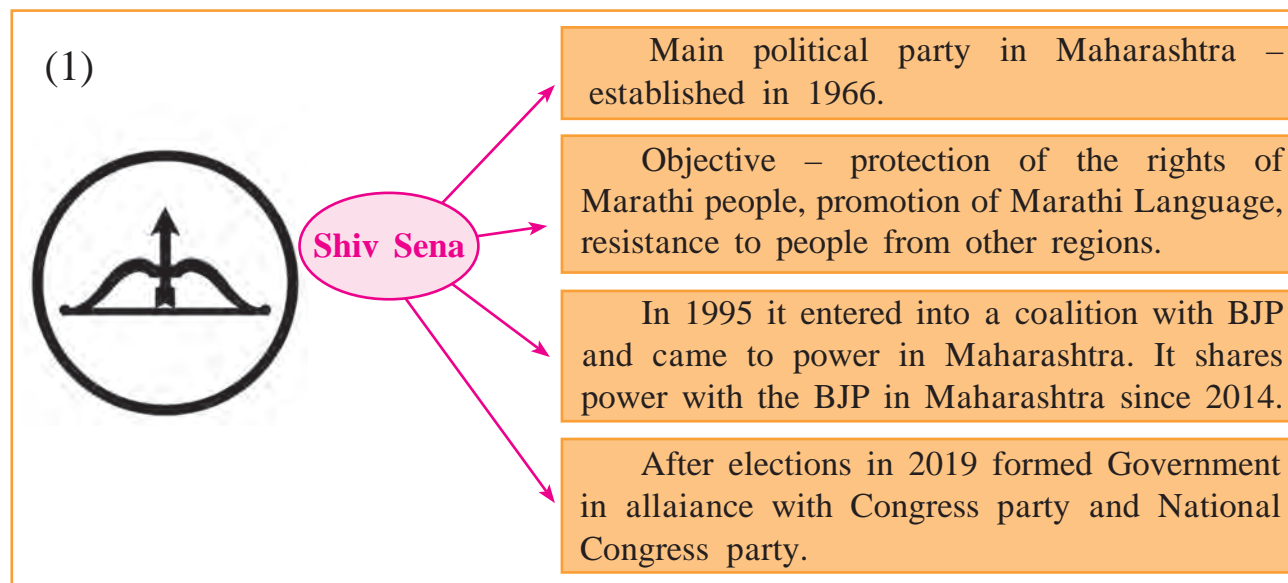 (1)
Shiv Sena
Main political party in Maharashtra –
established in 1966.
Objective – protection of the rights of
Marathi people, promotion of Marathi Language,
resistance to people from other regions.
In 1995 it entered into a coalition with BJP
and came to power in Maharashtra. It shares
power with the BJP in Maharashtra since 2014.
After elections in 2019 formed Government
in allaiance with Congress party and National
Congress party.